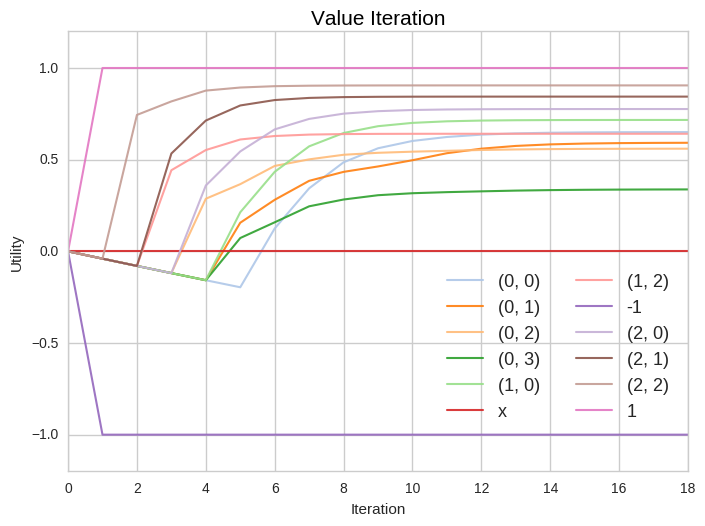 Value Iteration
1.0
0.5
0.0
−0.5
−1.0
Utility
0 2 4 6 8 10 12 14 16 18
Iteration
(0, 0) (1, 2)
(0, 1) -1
(0, 2) (2, 0)
(0, 3) (2, 1)
(1, 0) (2, 2)
x 1